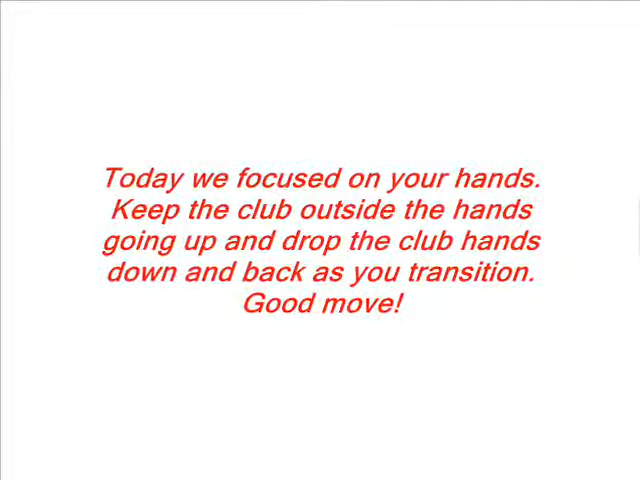 Today we focused on your hands.
Keep the club outside the hands
going up and drop the club hands
down and back as you transition.
Good move!